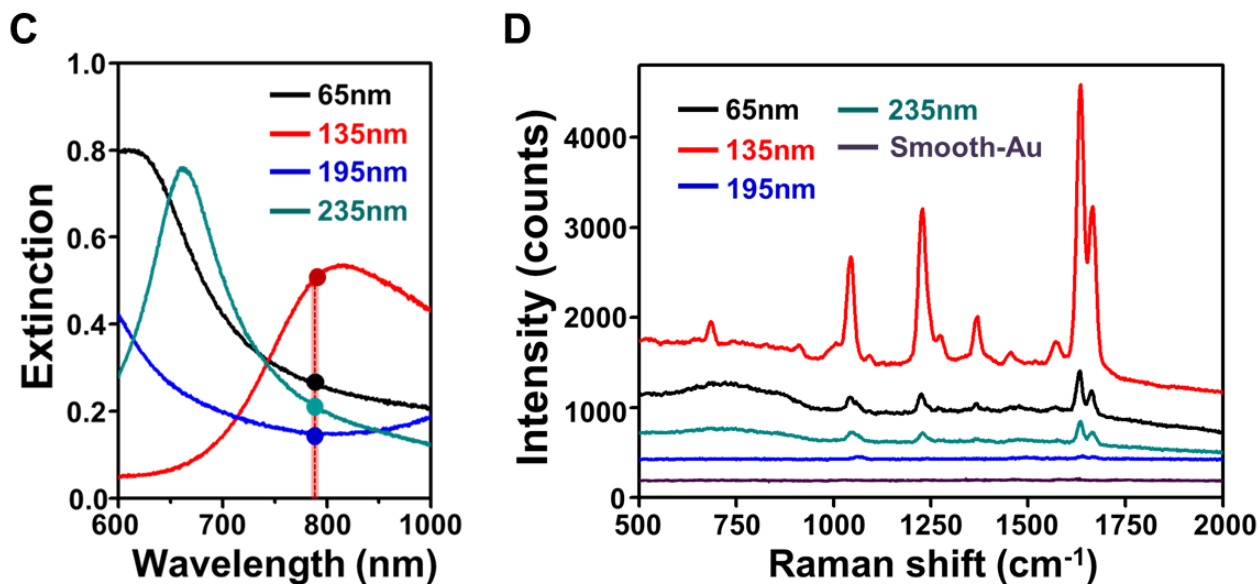 C
D
1.0
0.8
0.6
0.4
0.2
0.0
Extinction
65nm
135nm
195nm
235nm
600
700
800
1000
Wavelength (nm)
4000
3000
2000
1000
0
Intensity (counts)
65nm
135nm
195nm
235nm
Smooth-Au
500
750
1000
1250
1500
1750
2000
Raman shift (cm⁻¹)